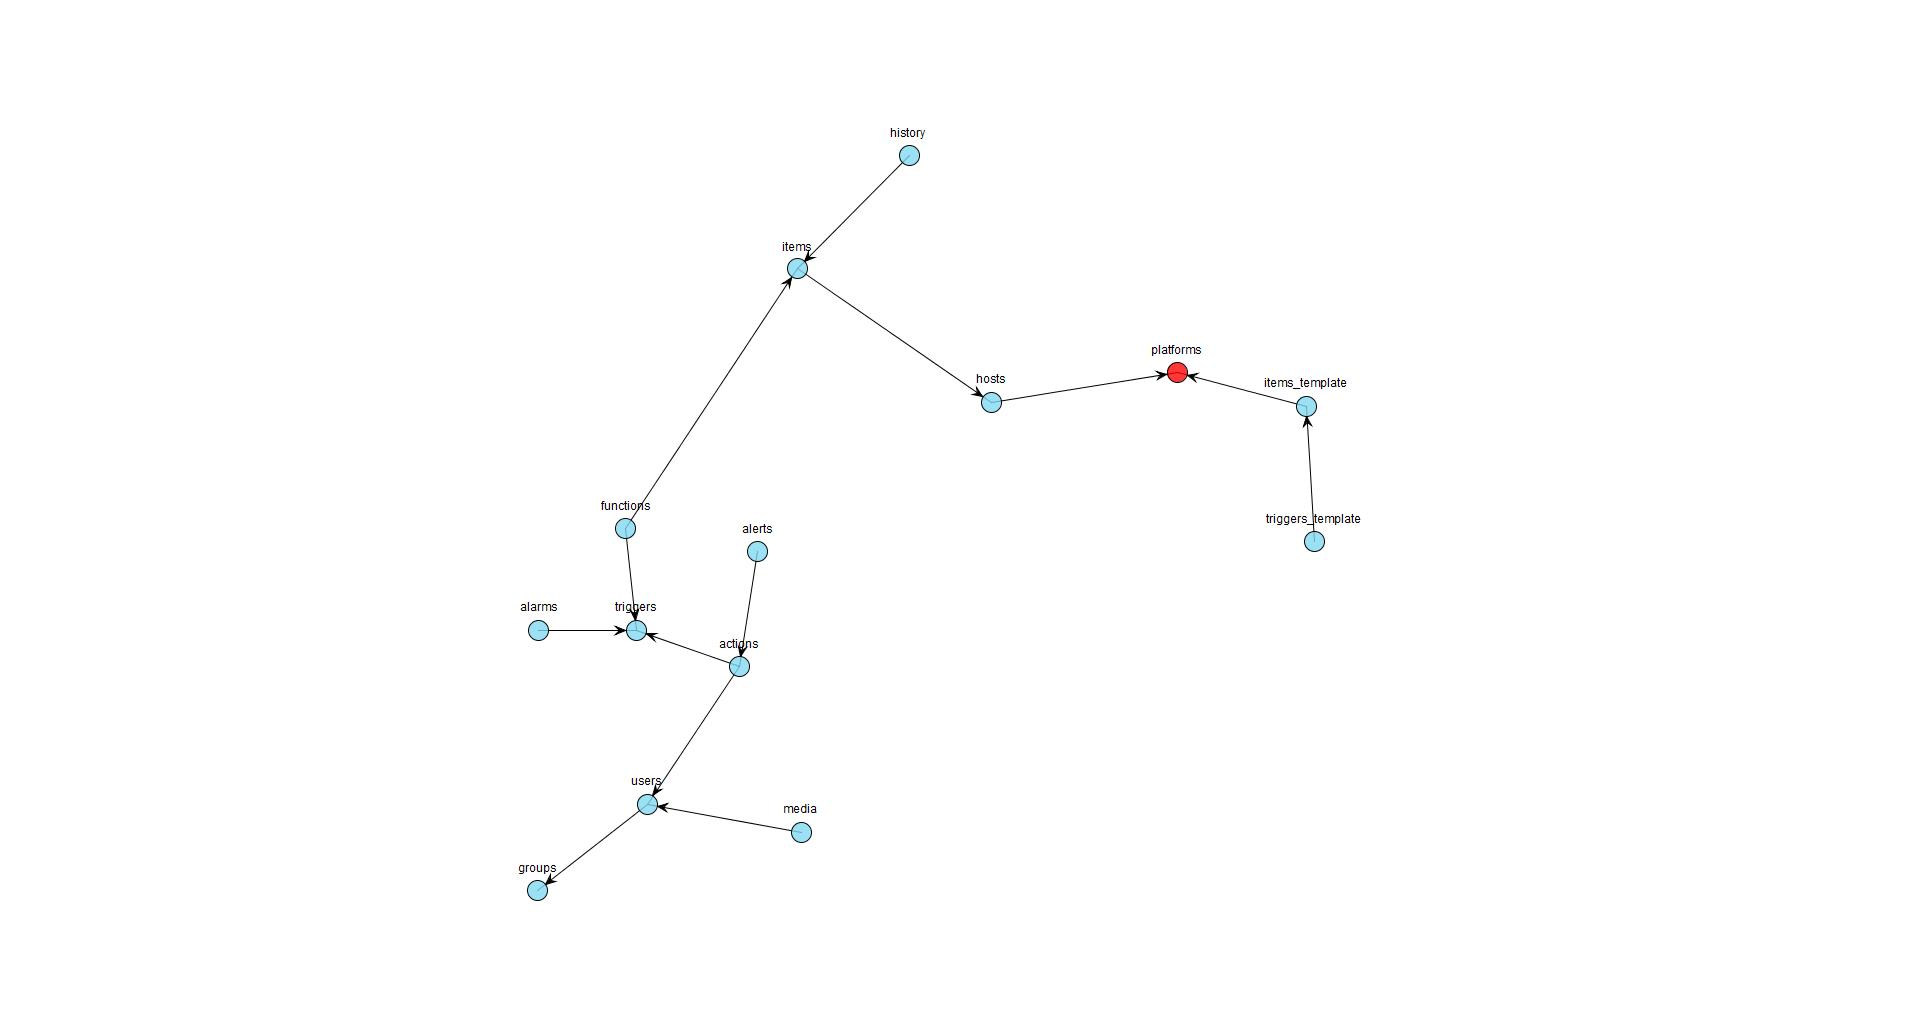 history
items
platforms
hosts
items_template
functions
triggers_template
alerts
alarms
triggers
actions
users
media
groups